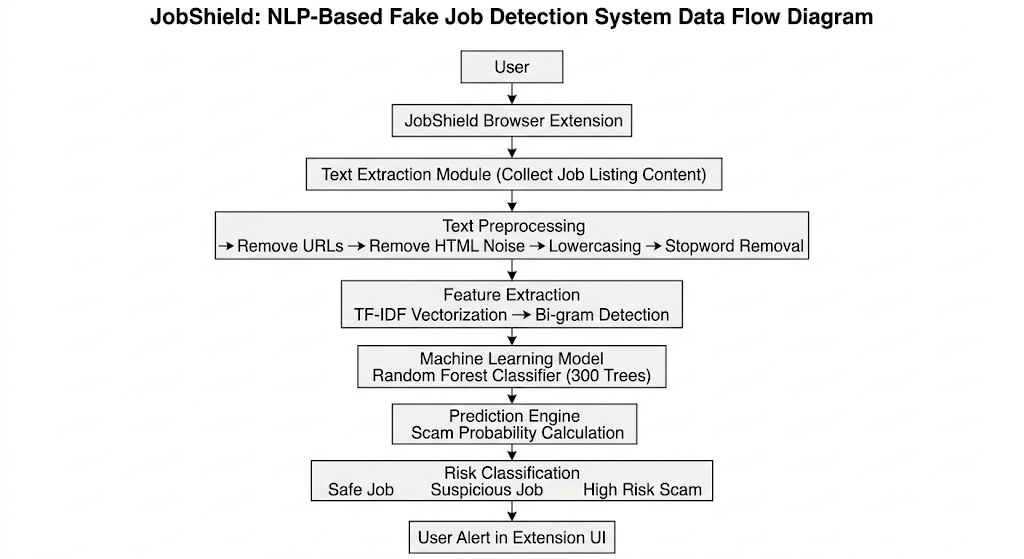 JobShield: NLP-Based Fake Job Detection System Data Flow Diagram
User
JobShield Browser Extension
Text Extraction Module (Collect Job Listing Content)
Text Preprocessing
→ Remove URLs → Remove HTML Noise → Lowercasing → Stopword Removal
Feature Extraction
TF-IDF Vectorization → Bi-gram Detection
Machine Learning Model
Random Forest Classifier (300 Trees)
Prediction Engine
Scam Probability Calculation
Risk Classification
Safe Job Suspicious Job High Risk Scam
User Alert in Extension UI